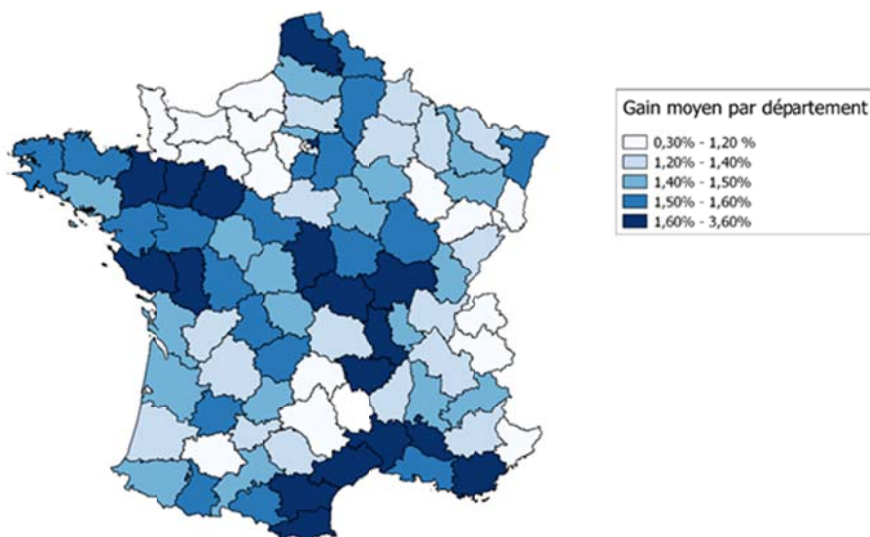 Gain moyen par département
0,30% - 1,20 %
1,20% - 1,40%
1,40% - 1,50%
1,50% - 1,60%
1,60% - 3,60%